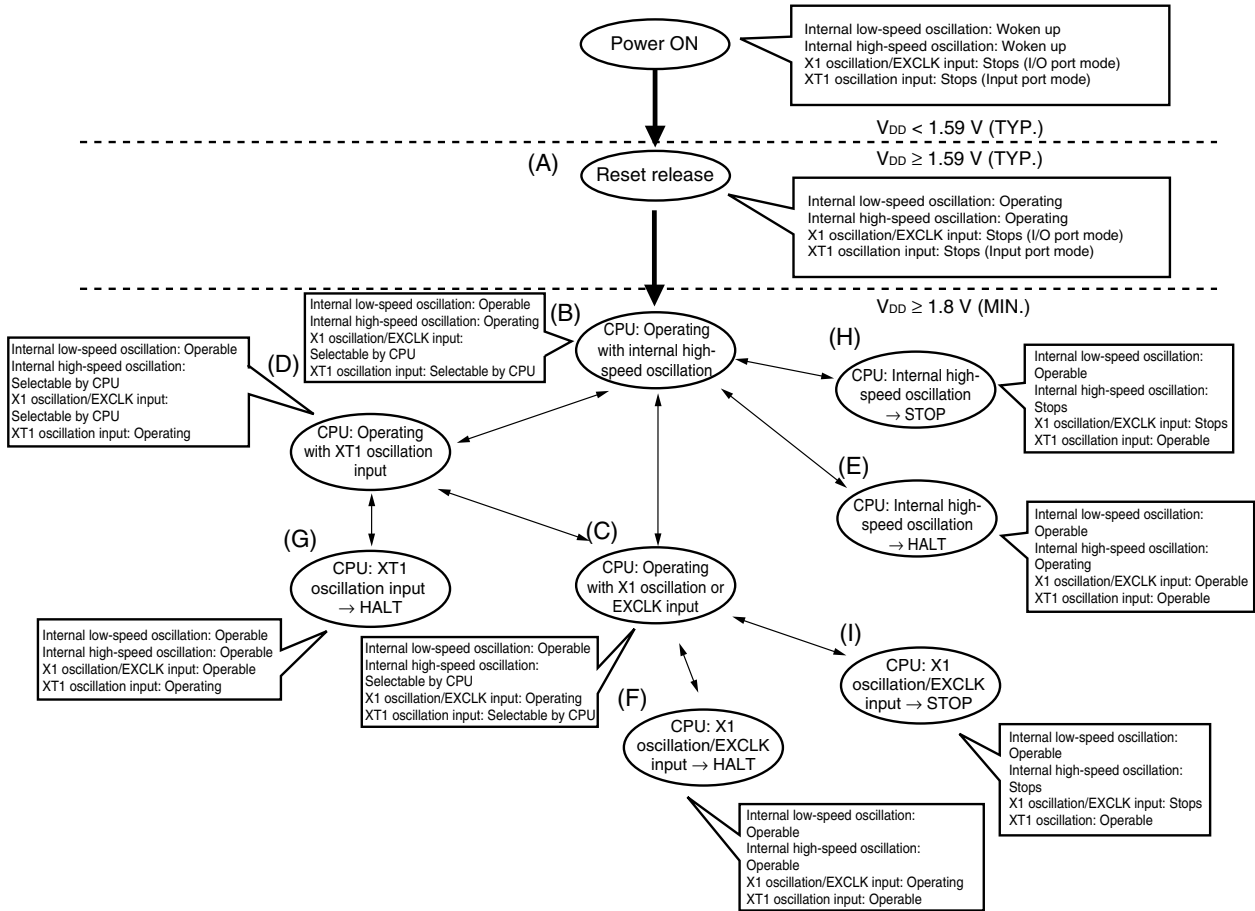 Power ON
Internal low-speed oscillation: Woken up
Internal high-speed oscillation: Woken up
X1 oscillation/EXCLK input: Stops (I/O port mode)
XT1 oscillation input: Stops (Input port mode)
VDD < 1.59 V (TYP.)
VDD ≥ 1.59 V (TYP.)
(A)
Reset release
Internal low-speed oscillation: Operating
Internal high-speed oscillation: Operating
X1 oscillation/EXCLK input: Stops (I/O port mode)
XT1 oscillation input: Stops (Input port mode)
VDD ≥ 1.8 V (MIN.)
Internal low-speed oscillation: Operable
Internal high-speed oscillation: Operating
X1 oscillation/EXCLK input:
Selectable by CPU
XT1 oscillation input: Selectable by CPU
(B)
CPU: Operating
with internal high-
speed oscillation
(H)
CPU: Internal high-
speed oscillation
→ STOP
Internal low-speed oscillation:
Operable
Internal high-speed oscillation:
Stops
X1 oscillation/EXCLK input: Stops
XT1 oscillation input: Operable
Internal low-speed oscillation: Operable
Internal high-speed oscillation:
Selectable by CPU
X1 oscillation/EXCLK input:
Selectable by CPU
XT1 oscillation input: Operating
(D)
CPU: Operating
with XT1 oscillation
input
(E)
CPU: Internal high-
speed oscillation
→ HALT
Internal low-speed oscillation:
Operable
Internal high-speed oscillation:
Operating
X1 oscillation/EXCLK input: Operable
XT1 oscillation input: Operable
(G)
CPU: XT1
oscillation input
→ HALT
Internal low-speed oscillation: Operable
Internal high-speed oscillation: Operable
X1 oscillation/EXCLK input: Operable
XT1 oscillation input: Operating
(C)
CPU: Operating
with X1 oscillation or
EXCLK input
Internal low-speed oscillation: Operable
Internal high-speed oscillation:
Selectable by CPU
X1 oscillation/EXCLK input: Operating
XT1 oscillation input: Selectable by CPU
(I)
CPU: X1
oscillation/EXCLK
input → STOP
Internal low-speed oscillation:
Operable
Internal high-speed oscillation:
Stops
X1 oscillation/EXCLK input: Stops
XT1 oscillation: Operable
(F)
CPU: X1
oscillation/EXCLK
input → HALT
Internal low-speed oscillation:
Operable
Internal high-speed oscillation:
Operable
X1 oscillation/EXCLK input: Operating
XT1 oscillation input: Operable